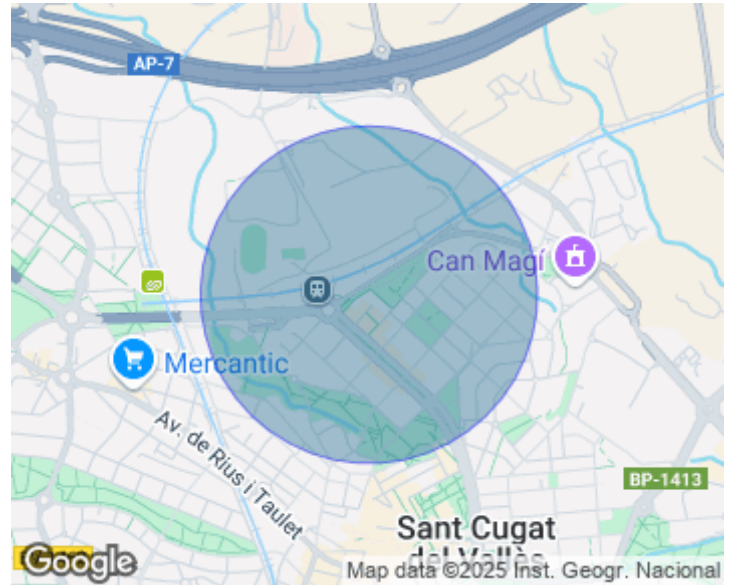 AP-7
Can Magí
Mercantic
Av. de Rius i Taulet
BP-1413
Sant Cugat
del Vallès
Google
Map data ©2025 Inst. Geogr. Nacional